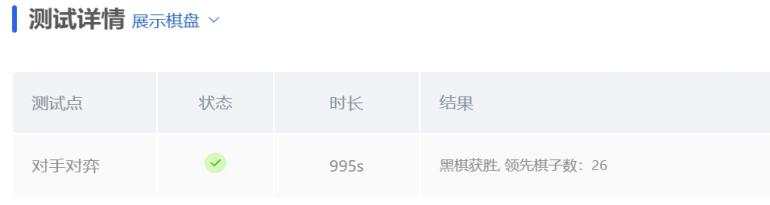 测试详情 展示棋盘
测试点 状态 时长 结果
对手对弈 995s 黑棋获胜, 领先棋子数：26